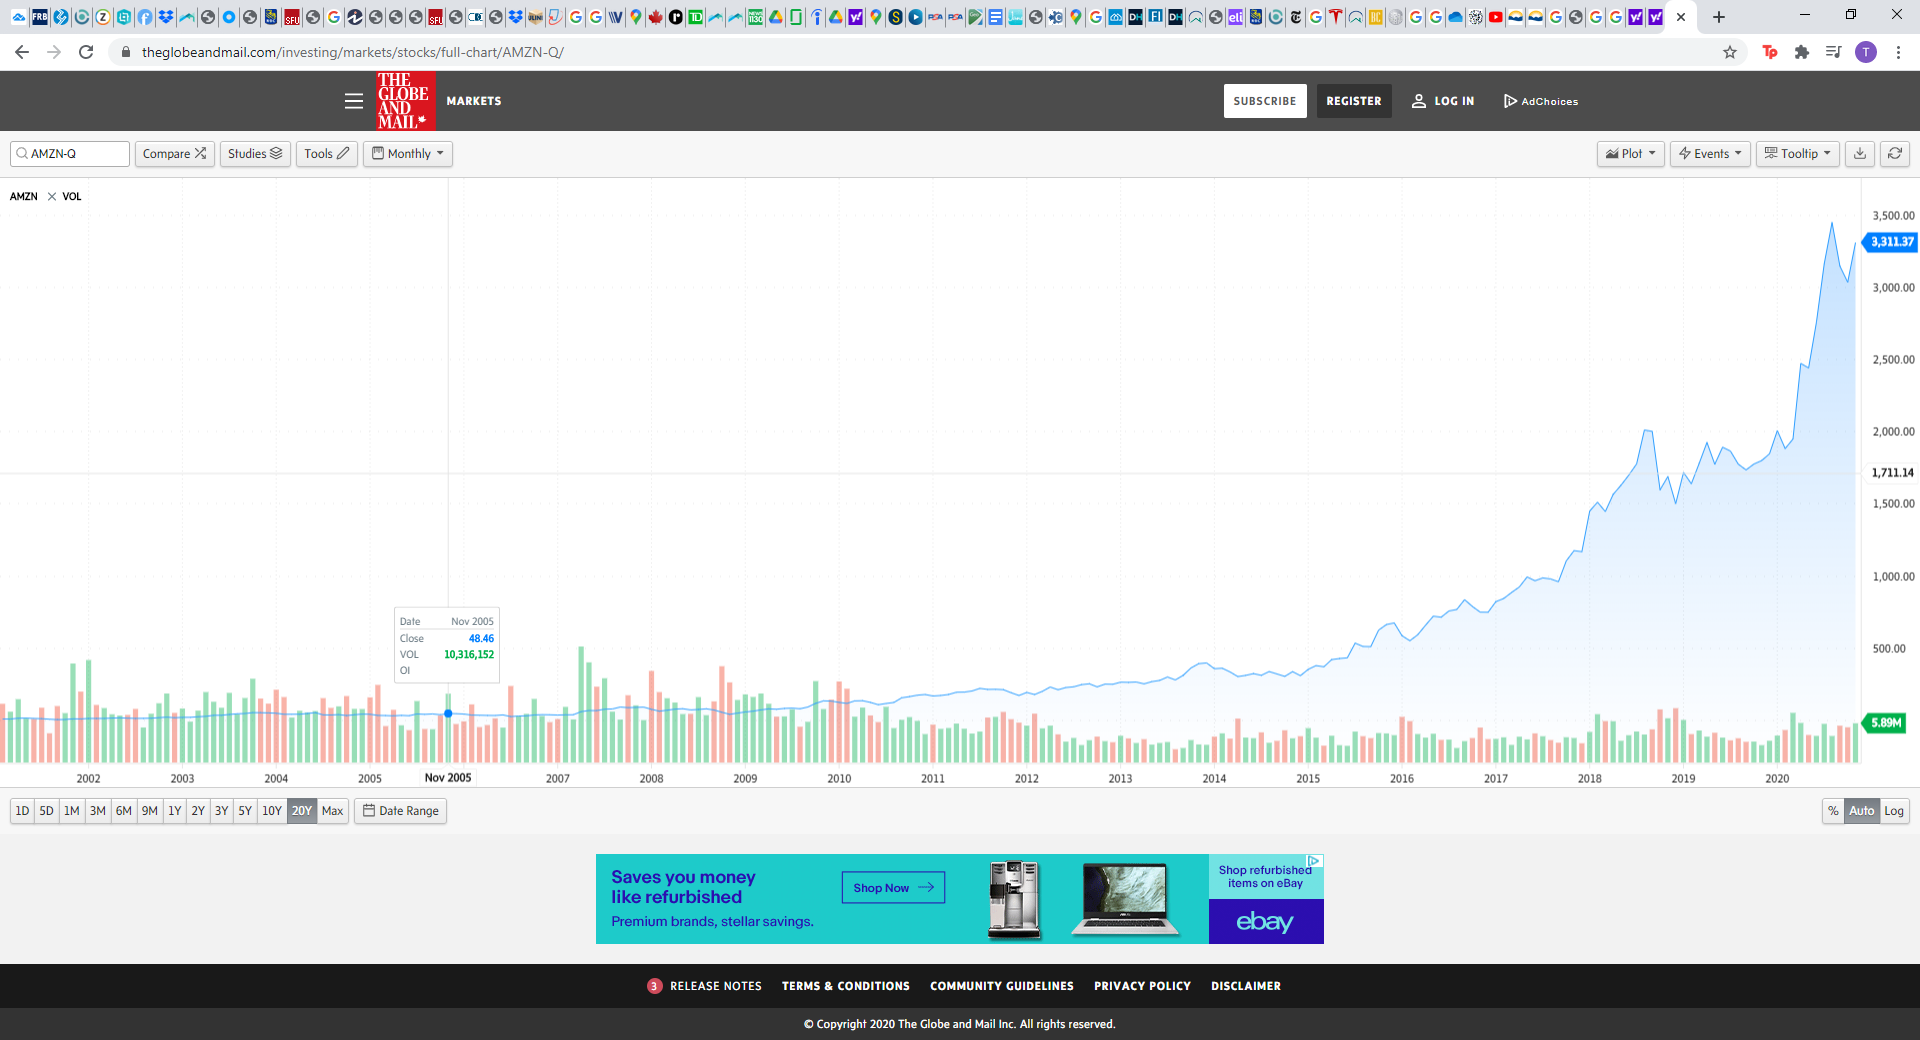 theglobeandmail.com/investing/markets/stocks/full-chart/AMZN-Q/
THE
GLOBE
AND
MAIL
MARKETS
SUBSCRIBE
REGISTER
LOG IN
AdChoices
AMZN-Q
Compare
Studies
Tools
Monthly
Plot
Events
Tooltip
AMZN
VOL
3,500.00
3,311.37
3,000.00
2,500.00
2,000.00
1,711.14
1,500.00
1,000.00
500.00
5.89M
Date Nov 2005
Close 48.46
VOL 10,316,152
OI
2002 2003 2004 2005 Nov 2005 2007 2008 2009 2010 2011 2012 2013 2014 2015 2016 2017 2018 2019 2020
1D 5D 1M 3M 6M 9M 1Y 2Y 3Y 5Y 10Y 20Y Max Date Range
% Auto Log
Saves you money
like refurbished
Premium brands, stellar savings.
Shop Now
Shop refurbished
items on eBay
ebay
3 RELEASE NOTES TERMS & CONDITIONS COMMUNITY GUIDELINES PRIVACY POLICY DISCLAIMER
© Copyright 2020 The Globe and Mail Inc. All rights reserved.